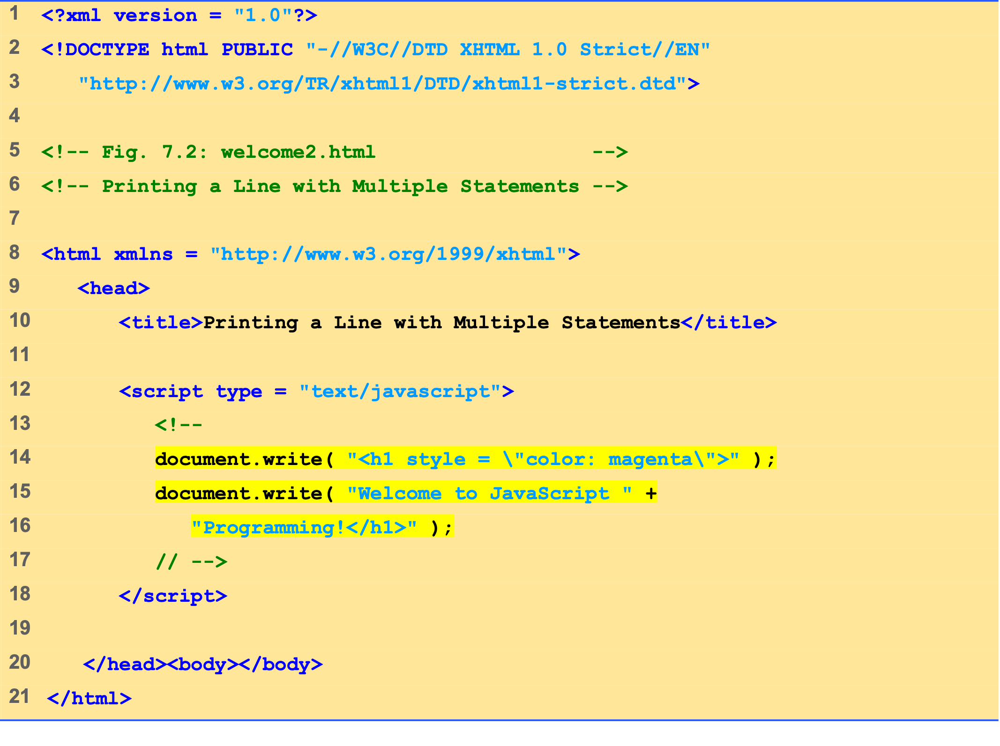 1 <?xml version = "1.0"?>
2 <!DOCTYPE html PUBLIC "-//W3C//DTD XHTML 1.0 Strict//EN"
3    "http://www.w3.org/TR/xhtml1/DTD/xhtml1-strict.dtd">
4
5 <!-- Fig. 7.2: welcome2.html                  -->
6 <!-- Printing a Line with Multiple Statements -->
7
8 <html xmlns = "http://www.w3.org/1999/xhtml">
9    <head>
10       <title>Printing a Line with Multiple Statements</title>
11
12       <script type = "text/javascript">
13          <!--
14          document.write( "<h1 style = \"color: magenta\">" );
15          document.write( "Welcome to JavaScript " +
16             "Programming!</h1>" );
17          // -->
18       </script>
19
20    </head><body></body>
21 </html>